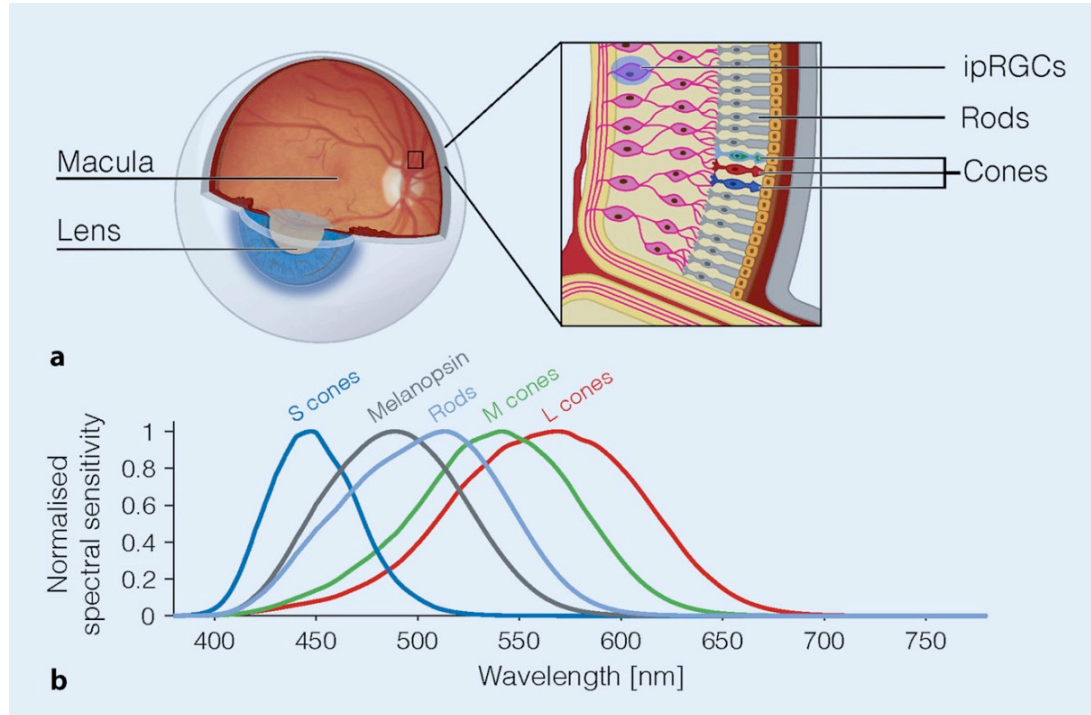 Macula
Lens
ipRGCs
Rods
Cones
a
S cones
Melanopsin
Rods
M cones
L cones
Normalised
spectral sensitivity
1
0.8
0.6
0.4
0.2
0
400 450 500 550 600 650 700 750
Wavelength [nm]
b